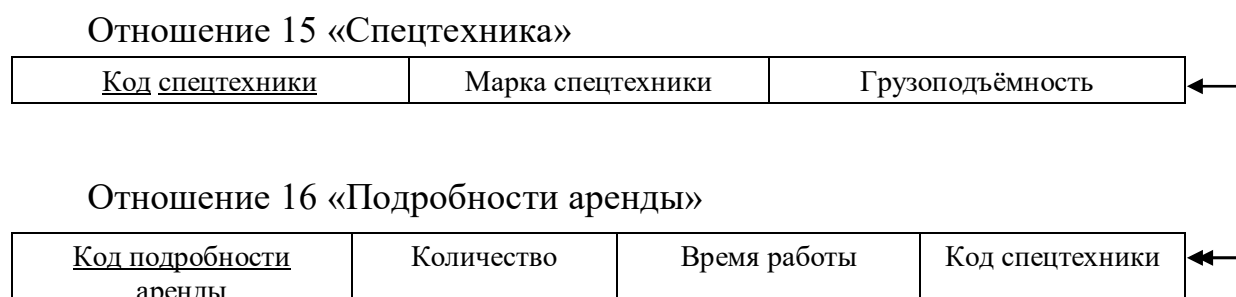 Отношение 15 «Спецтехника»
Код спецтехники Марка спецтехники Грузоподъёмность
Отношение 16 «Подробности аренды»
Код подробности Количество Время работы Код спецтехники
аренды